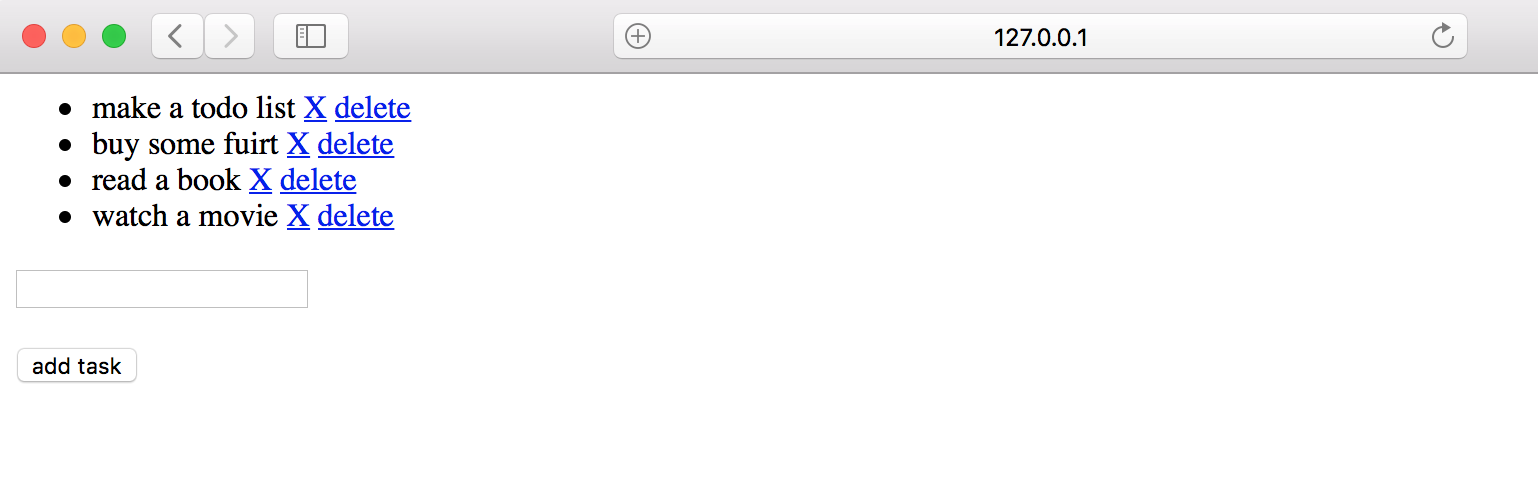 127.0.0.1
make a todo list X delete
buy some fuirt X delete
read a book X delete
watch a movie X delete
add task